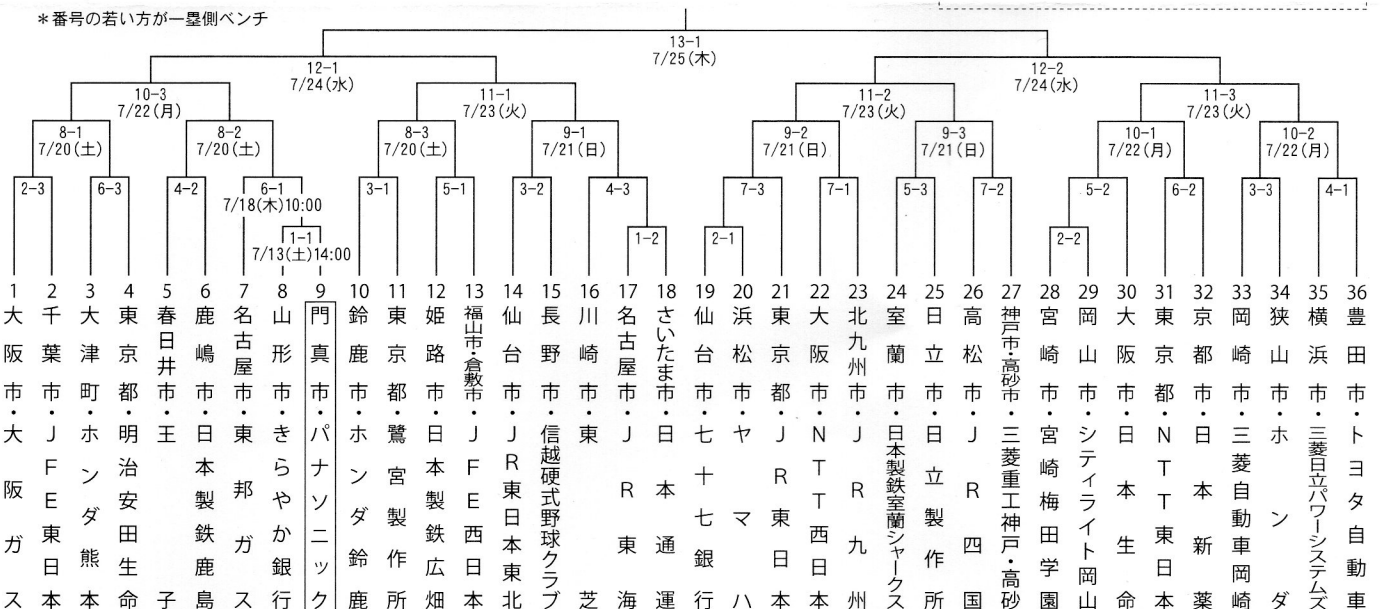 ＊番号の若い方が一塁側ベンチ
13-1
7/25(木)
12-1
7/24(水)
12-2
7/24(水)
10-3
7/22(月)
11-1
7/23(火)
11-2
7/23(火)
11-3
7/23(火)
8-1
7/20(土)
8-2
7/20(土)
8-3
7/20(土)
9-1
7/21(日)
9-2
7/21(日)
9-3
7/21(日)
10-1
7/22(月)
10-2
7/22(月)
2-3
6-3
4-2
6-1
7/18(木)10:00
3-1
5-1
3-2
4-3
7-3
7-1
5-3
7-2
5-2
6-2
3-3
4-1
1-1
7/13(土)14:00
1-2
2-1
2-2
1 大阪市・大阪ガス
2 千葉市・JFE東日本
3 大津町・ホンダ熊本
4 東京都・明治安田生命
5 春日井市・王子
6 鹿嶋市・日本製鉄鹿島
7 名古屋市・東邦ガス
8 山形市・きらやか銀行
9 門真市・パナソニック
10 鈴鹿市・ホンダ鈴鹿
11 東京都・鷺宮製作所
12 姫路市・日本製鉄広畑
13 福山市・倉敷市・JFE西日本
14 仙台市・JR東日本東北
15 長野市・信越硬式野球クラブ
16 川崎市・東芝
17 名古屋市・JR東海
18 さいたま市・日本通運
19 仙台市・七十七銀行
20 浜松市・ヤマハ
21 東京都・JR東日本
22 大阪市・NTT西日本
23 北九州市・JR九州
24 室蘭市・日本製鉄室蘭シャークス
25 日立市・日立製作所
26 高松市・JR四国
27 神戸市・高砂市・三菱重工神戸・高砂
28 宮崎市・宮崎梅田学園
29 岡山市・シティライト岡山
30 大阪市・日本生命
31 東京都・NTT東日本
32 京都市・日本新薬
33 岡崎市・三菱自動車岡崎
34 狭山市・ホンダ
35 横浜市・三菱日立パワーシステムズ
36 豊田市・トヨタ自動車